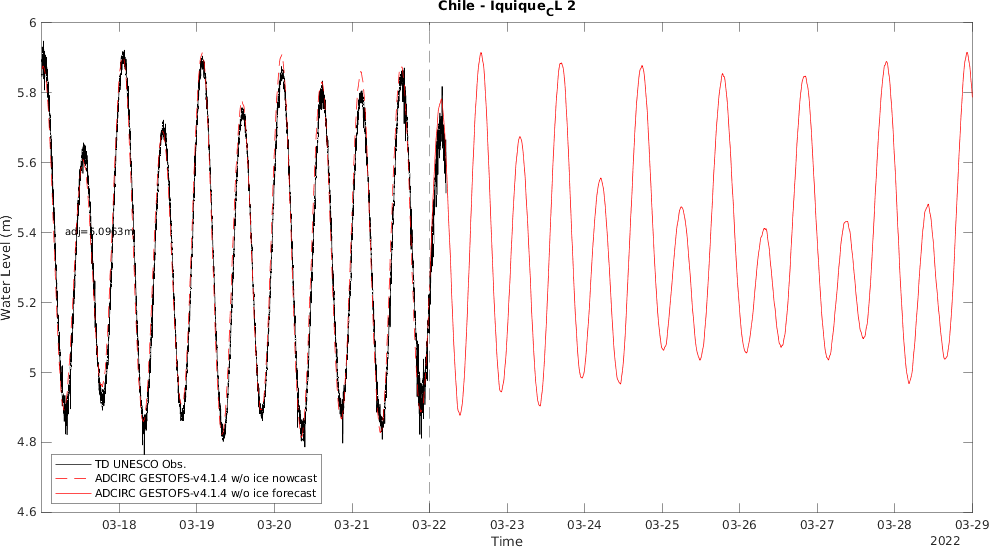 Chile - Iquique_CL 2
6
5.8
5.6
5.4
5.2
5
4.8
4.6
Water Level (m)
adj=5.0963m
TD UNESCO Obs.
ADCIRC GESTOFS-v4.1.4 w/o ice nowcast
ADCIRC GESTOFS-v4.1.4 w/o ice forecast
03-18 03-19 03-20 03-21 03-22 03-23 03-24 03-25 03-26 03-27 03-28 03-29
Time
2022